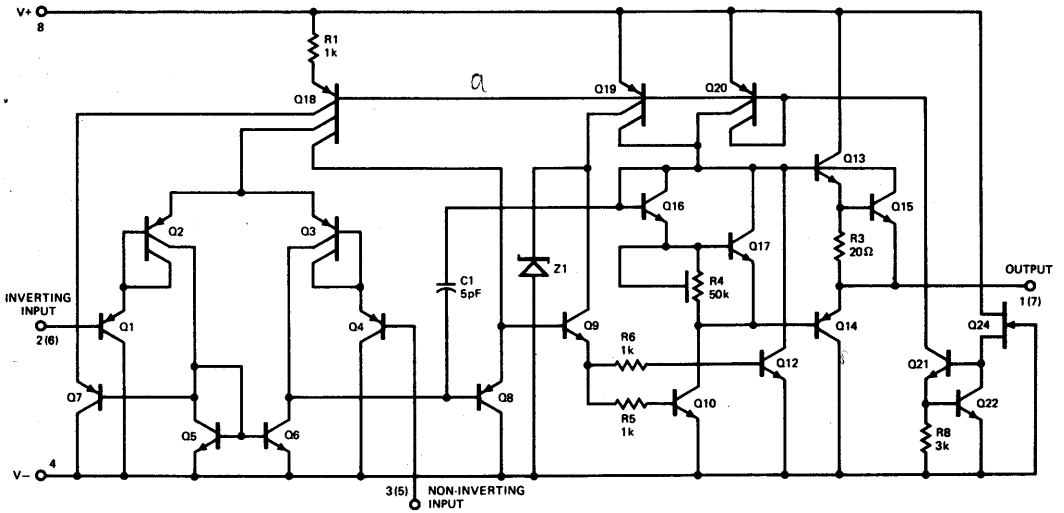 V+
8
R1
1k
a
Q18
Q19
Q20
Q13
Q2
Q3
Q16
Q15
Q17
R3
20Ω
C1
5pF
Z1
R4
50k
OUTPUT
1(7)
INVERTING
INPUT
2(6)
Q1
Q4
Q9
Q14
Q24
R6
1k
Q12
Q21
Q7
Q8
Q10
Q22
Q5
Q6
R5
1k
R8
3k
V−
4
3(5)
NON-INVERTING
INPUT